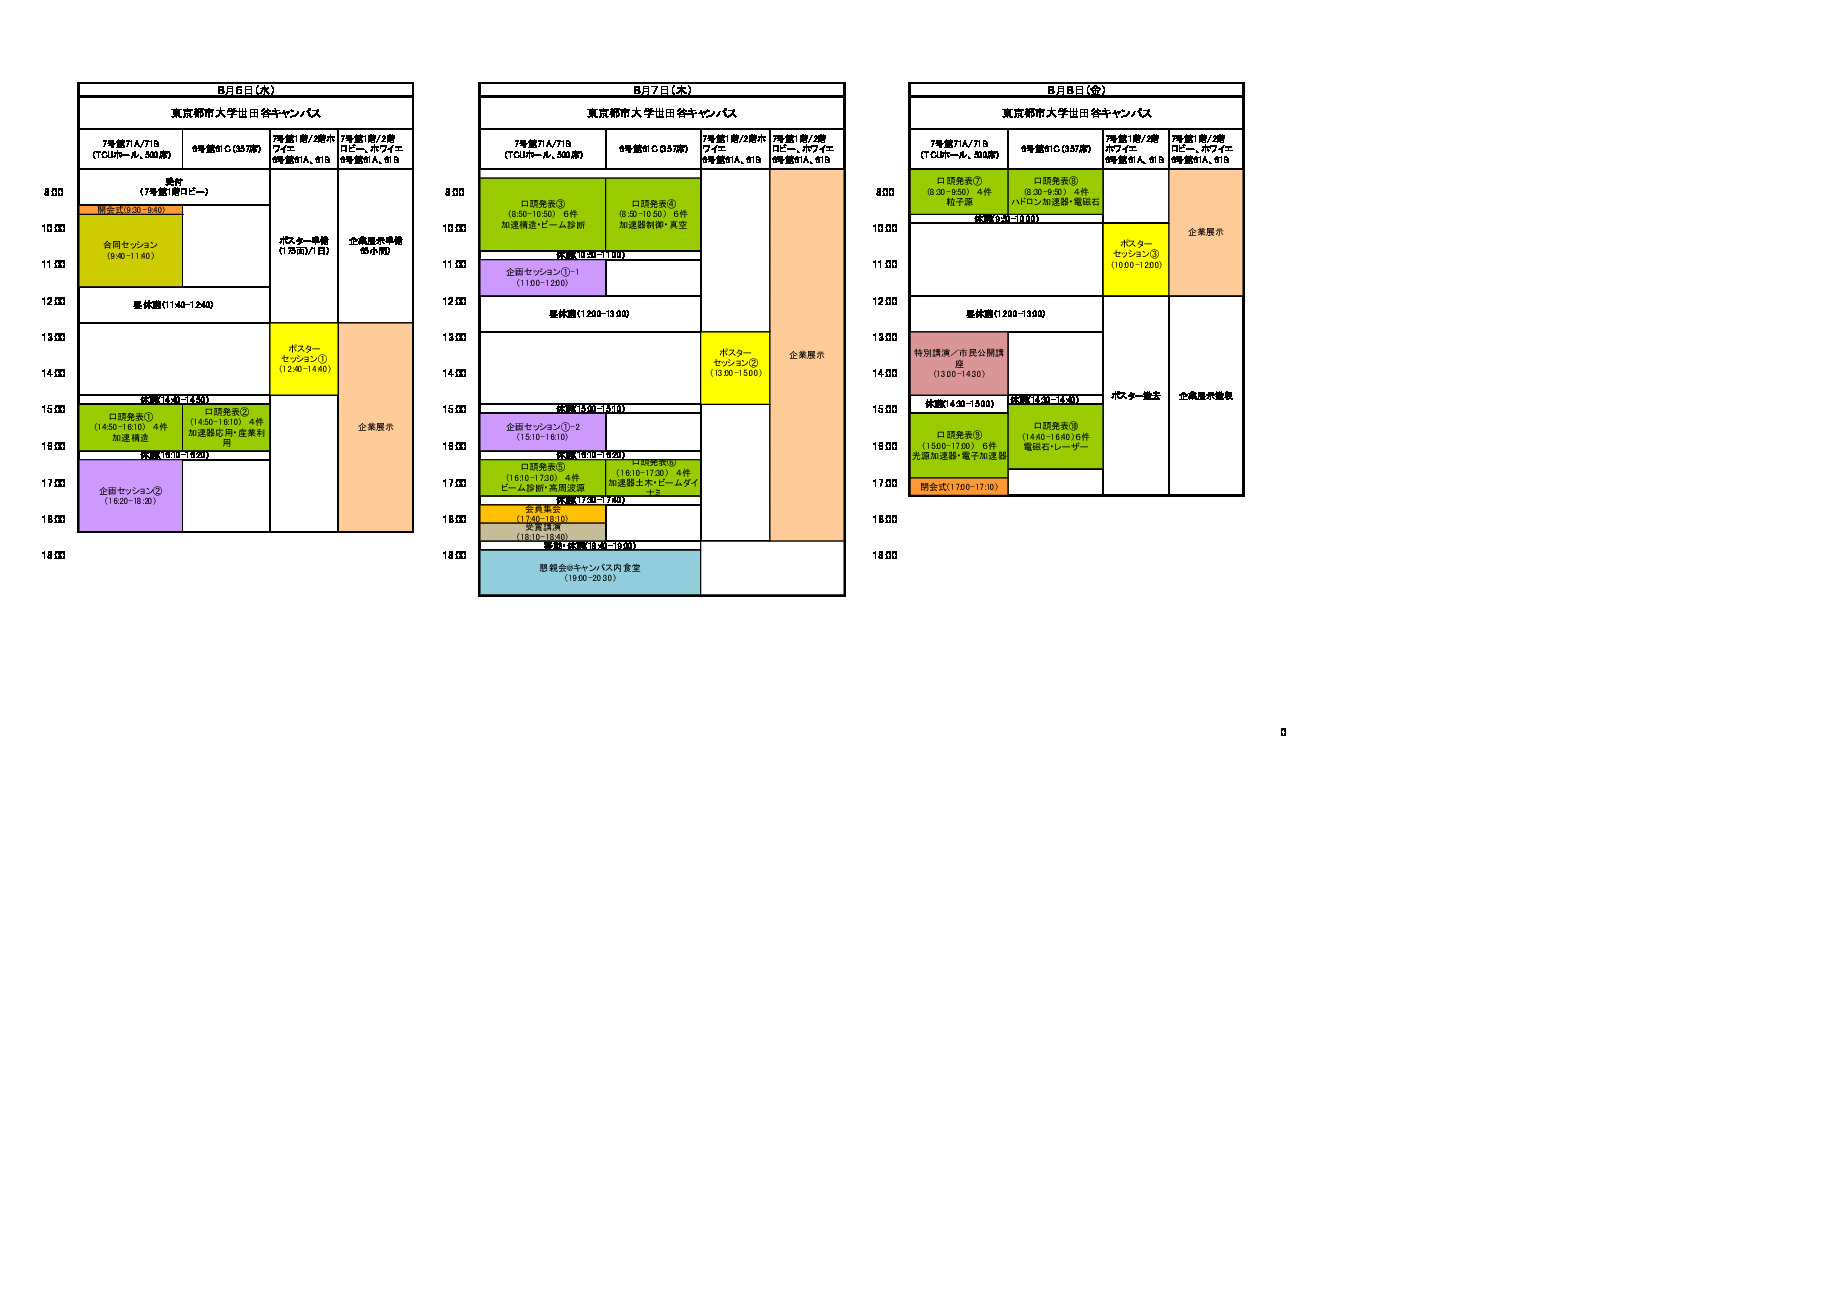 8月6日(水)
東京都市大学世田谷キャンパス
7号館71A/71B
(TCUホール、500席)
6号館61C(357席)
7号館1階/2階ホ
ワイエ
6号館61A、61B
7号館1階/2階
ロビー、ホワイエ
6号館61A、61B
受付
(7号館1階ロビー)
開会式(9:30-9:40)
合同セッション
(9:40-11:40)
ポスター準備
(175面)/1日)
企業展示準備
昼休憩(11:40-12:40)
ポスター
セッション①
(12:40-14:40)
休憩(14:40-14:50)
口頭発表①
(14:50-16:10) 4件
加速構造
口頭発表②
(14:50-16:10) 4件
加速器応用・産業利
用
企業展示
休憩(16:10-16:20)
企画セッション②
(16:20-18:20)
10:00
11:00
12:00
13:00
14:00
15:00
16:00
17:00
18:00
8月7日(木)
東京都市大学世田谷キャンパス
7号館71A/71B
(TCUホール、500席)
6号館61C(357席)
7号館1階/2階ホ
ワイエ
6号館61A、61B
7号館1階/2階
ロビー、ホワイエ
6号館61A、61B
口頭発表③
(8:50-10:50) 6件
加速構造・ビーム診断
口頭発表④
(8:50-10:50) 6件
加速器制御・真空
休憩(10:50-11:00)
企画セッション①-1
(11:00-12:00)
昼休憩(12:00-13:00)
ポスター
セッション②
(13:00-15:00)
企業展示
休憩(15:00-15:10)
企画セッション①-2
(15:10-16:10)
休憩(16:10-16:20)
口頭発表⑤
(16:10-17:30) 4件
ビーム診断・高周波源
口頭発表⑥
(16:10-17:30) 4件
加速器土木・ビームダイ
ナミ
休憩(17:30-17:40)
会員集会
(17:40-18:10)
受賞講演
(18:10-18:40)
移動・休憩(18:40-19:00)
懇親会@キャンパス内食堂
(19:00-20:30)
10:00
11:00
12:00
13:00
14:00
15:00
16:00
17:00
18:00
8月8日(金)
東京都市大学世田谷キャンパス
7号館71A/71B
(TCUホール、500席)
6号館61C(357席)
7号館1階/2階
ホワイエ
6号館61A、61B
7号館1階/2階
ロビー、ホワイエ
6号館61A、61B
口頭発表⑦
(8:30-9:50) 4件
粒子源
口頭発表⑧
(8:30-9:50) 4件
ハドロン加速器・電磁石
休憩(9:50-10:00)
ポスター
セッション③
(10:00-12:00)
企業展示
昼休憩(12:00-13:00)
特別講演／市民公開講
座
(13:00-14:30)
休憩(14:30-15:00)
休憩(14:30-14:40)
口頭発表⑨
(15:00-17:00) 6件
光源加速器・電子加速器
口頭発表⑩
(14:40-16:40)6件
電磁石・レーザー
ポスター撤去
企業展示撤収
閉会式(17:00-17:10)
10:00
11:00
12:00
13:00
14:00
15:00
16:00
17:00
18:00